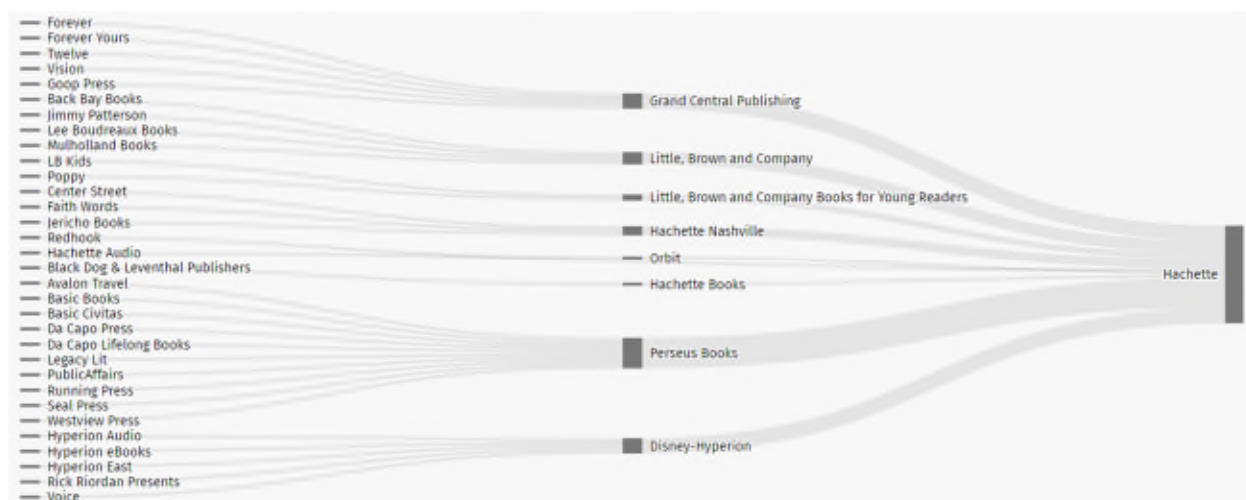 Forever
Forever Yours
Twelve
Vision
Goop Press
Back Bay Books
Jimmy Patterson
Lee Boudreaux Books
Mulholland Books
LB Kids
Poppy
Center Street
Faith Words
Jericho Books
Redhook
Hachette Audio
Black Dog & Leventhal Publishers
Avalon Travel
Basic Books
Basic Civitas
Da Capo Press
Da Capo Lifelong Books
Legacy Lit
PublicAffairs
Running Press
Seal Press
Westview Press
Hyperion Audio
Hyperion eBooks
Hyperion East
Rick Riordan Presents
Voice
Grand Central Publishing
Little, Brown and Company
Little, Brown and Company Books for Young Readers
Hachette Nashville
Orbit
Hachette Books
Perseus Books
Disney-Hyperion
Hachette